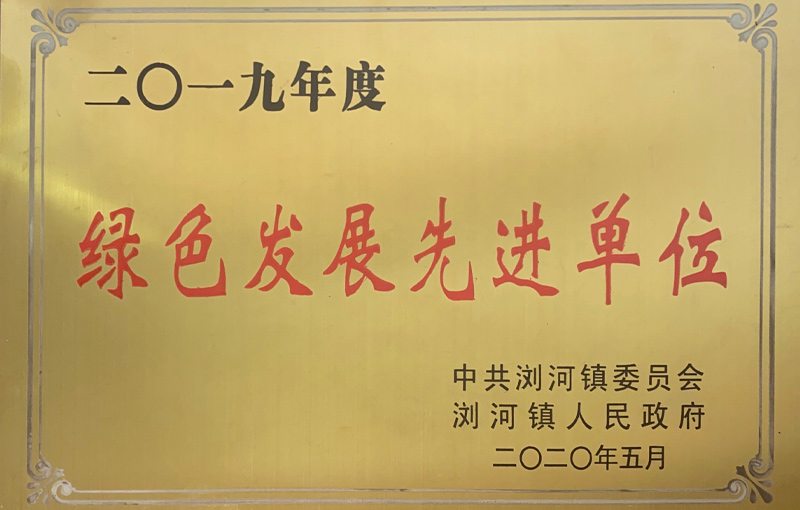 二〇一九年度
绿色发展先进单位
中共浏河镇委员会
浏河镇人民政府
二〇二〇年五月